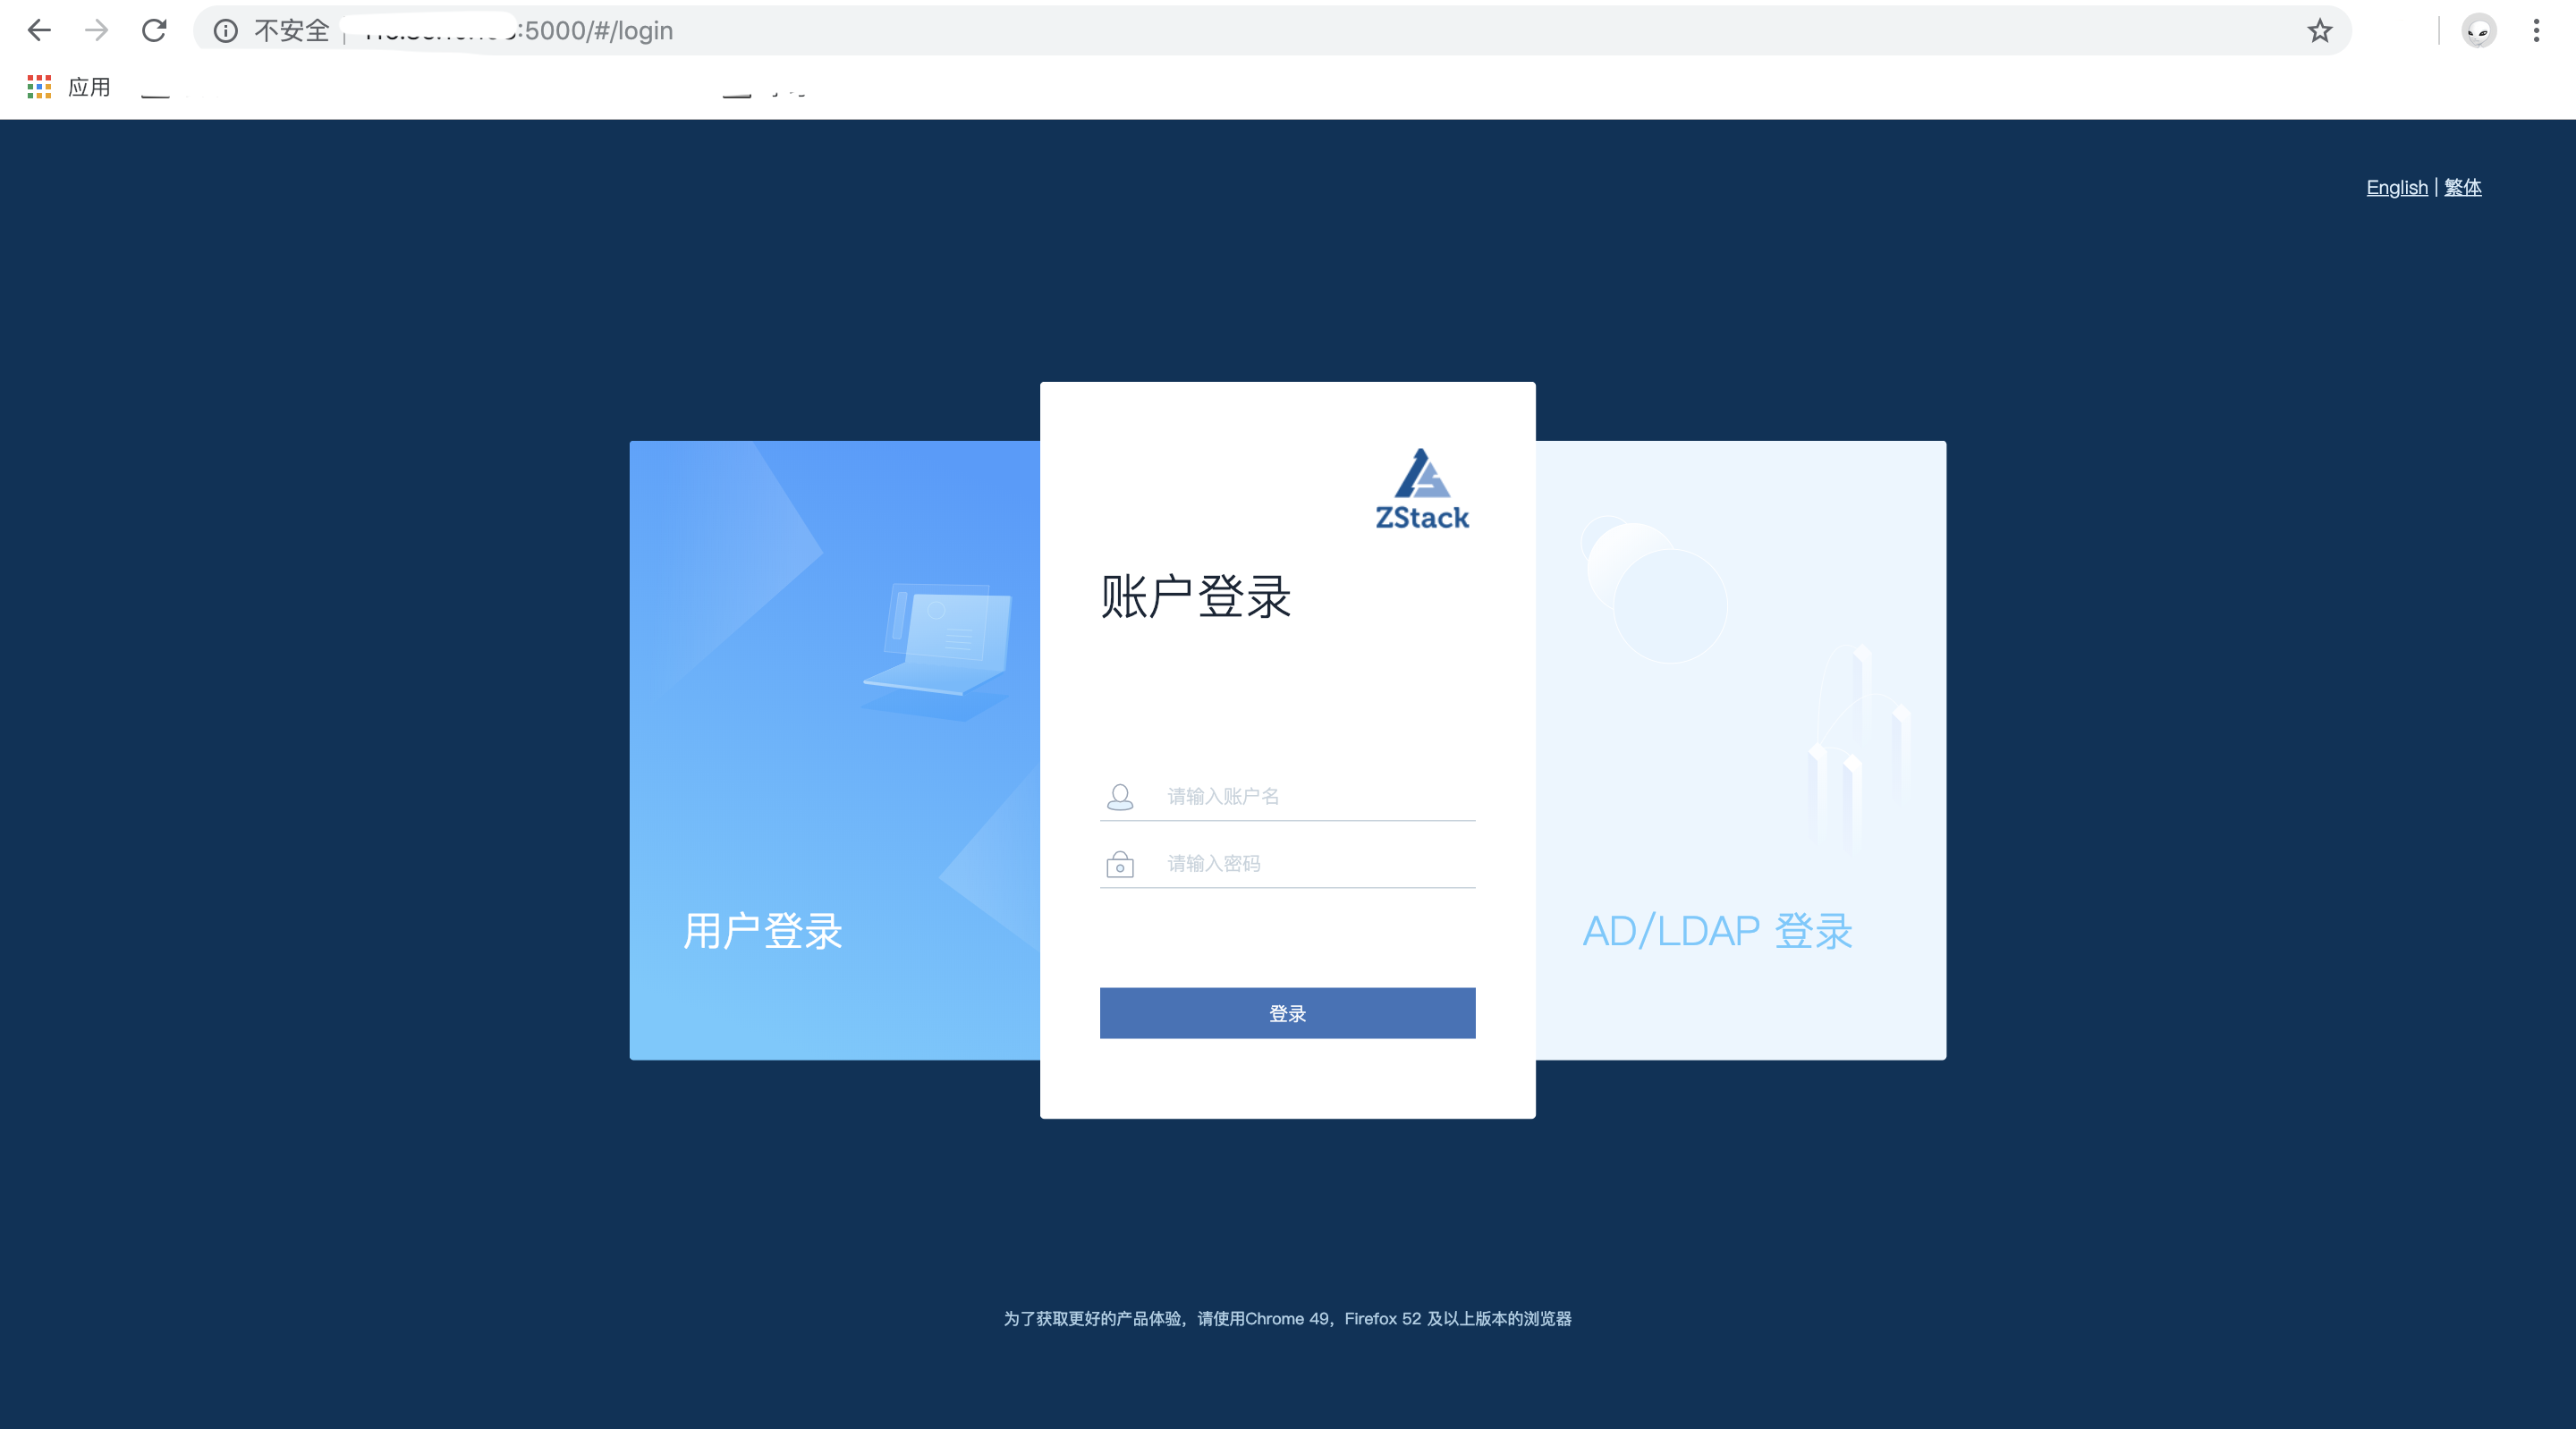 不安全
:5000/#/login
应用
English | 繁体
ZStack
账户登录
请输入账户名
请输入密码
登录
用户登录
AD/LDAP 登录
为了获取更好的产品体验，请使用Chrome 49，Firefox 52 及以上版本的浏览器